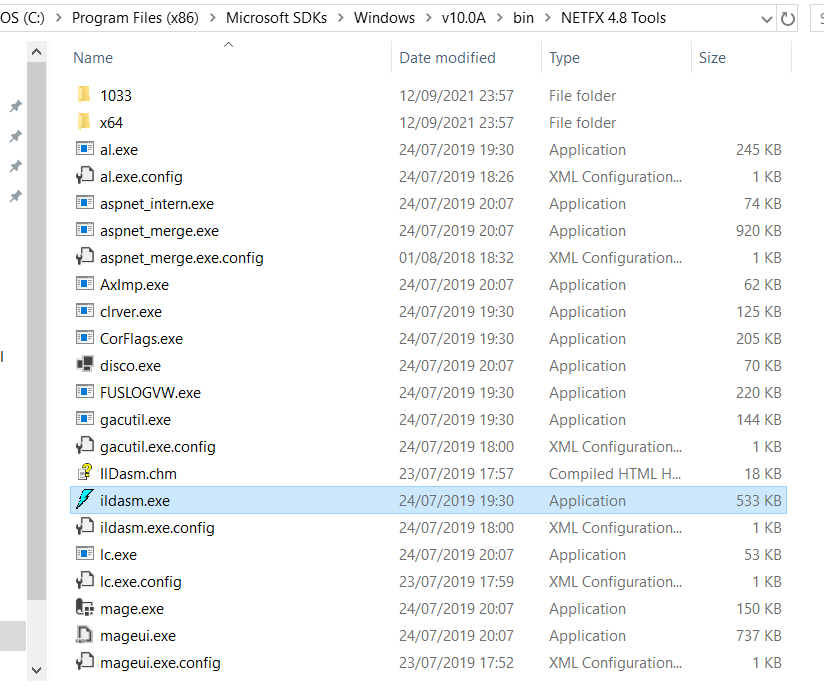 OS (C:) > Program Files (x86) > Microsoft SDKs > Windows > v10.0A > bin > NETFX 4.8 Tools
Name Date modified Type Size
1033 12/09/2021 23:57 File folder
x64 12/09/2021 23:57 File folder
al.exe 24/07/2019 19:30 Application 245 KB
al.exe.config 24/07/2019 18:26 XML Configuration... 1 KB
aspnet_intern.exe 24/07/2019 20:07 Application 74 KB
aspnet_merge.exe 24/07/2019 20:07 Application 920 KB
aspnet_merge.exe.config 01/08/2018 18:32 XML Configuration... 1 KB
AxImp.exe 24/07/2019 20:07 Application 62 KB
clrver.exe 24/07/2019 19:30 Application 125 KB
CorFlags.exe 24/07/2019 19:30 Application 205 KB
disco.exe 24/07/2019 20:07 Application 70 KB
FUSLOGVW.exe 24/07/2019 19:30 Application 220 KB
gacutil.exe 24/07/2019 19:30 Application 144 KB
gacutil.exe.config 24/07/2019 18:00 XML Configuration... 1 KB
IlDasm.chm 23/07/2019 17:57 Compiled HTML H... 18 KB
ildasm.exe 24/07/2019 19:30 Application 533 KB
ildasm.exe.config 24/07/2019 18:00 XML Configuration... 1 KB
lc.exe 24/07/2019 20:07 Application 53 KB
lc.exe.config 23/07/2019 17:59 XML Configuration... 1 KB
mage.exe 24/07/2019 20:07 Application 150 KB
mageui.exe 24/07/2019 20:07 Application 737 KB
mageui.exe.config 23/07/2019 17:52 XML Configuration... 1 KB